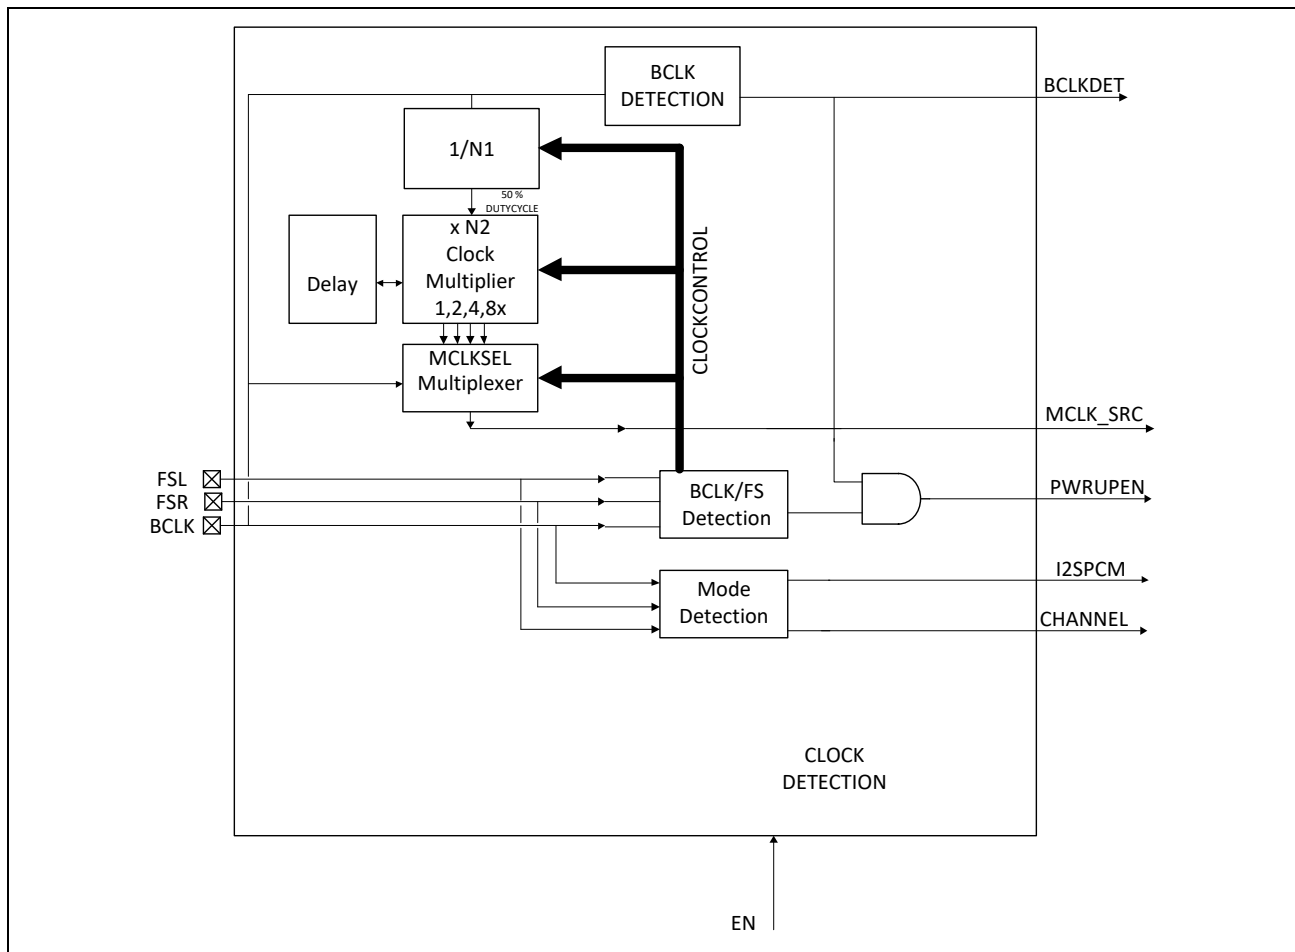 BCLK
DETECTION
BCLKDET
1/N1
50 %
DUTYCYCLE
x N2
Clock
Multiplier
1,2,4,8x
Delay
CLOCKCONTROL
MCLKSEL
Multiplexer
MCLK_SRC
FSL
FSR
BCLK
BCLK/FS
Detection
PWRUPEN
Mode
Detection
I2SPCM
CHANNEL
CLOCK
DETECTION
EN